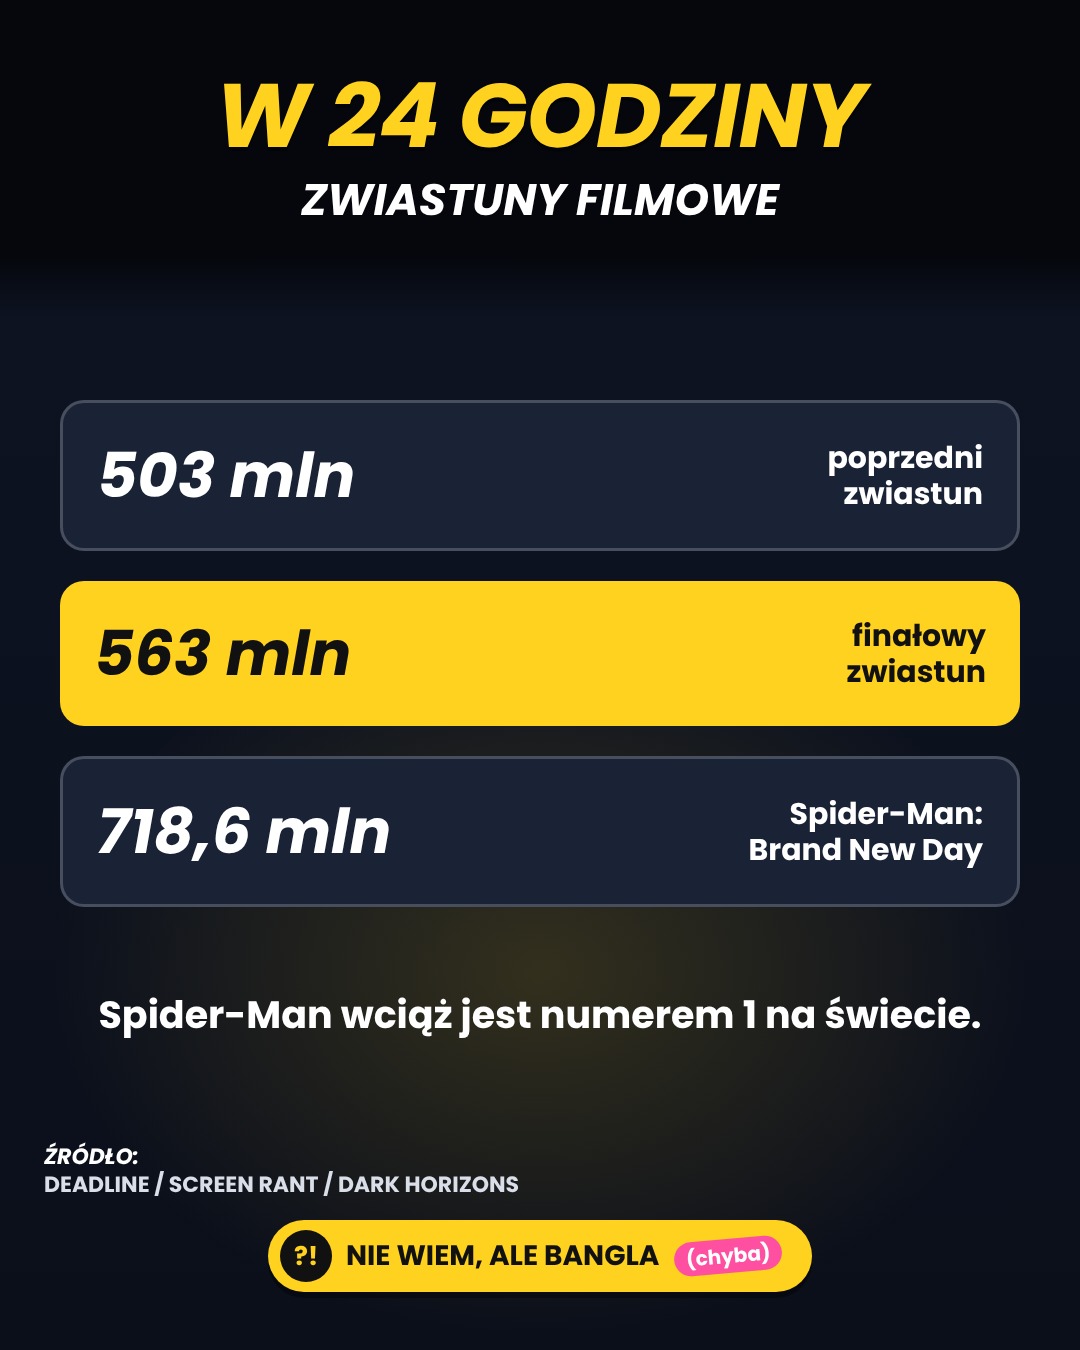 W 24 GODZINY
ZWIASTUNY FILMOWE
503 mln
poprzedni
zwiastun
563 mln
finałowy
zwiastun
718,6 mln
Spider-Man:
Brand New Day
Spider-Man wciąż jest numerem 1 na świecie.
ŹRÓDŁO:
DEADLINE / SCREEN RANT / DARK HORIZONS
?! NIE WIEM, ALE BANGLA (chyba)